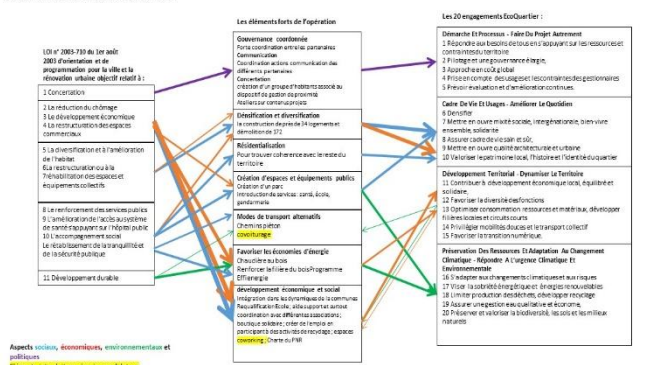 LOI n° 2003-710 du 1er août
2003 d'orientation et de
programmation pour la ville et la
rénovation urbaine objectif relatif à :
1 Concertation
2 La réduction du chômage
3 Le développement économique
4 La restructuration des espaces
commerciaux
5 La diversification et à l'amélioration
de l'habitat
6 La restructuration ou à la
7 réhabilitation des espaces et
équipements collectifs
8 Le renforcement des services publics
9 L'amélioration de l'accès au système
de santé s'appuyant sur l'hôpital public
10 L'accompagnement social
Le rétablissement de la tranquillité et
de la sécurité publique
11 Développement durable
Aspects sociaux, économiques, environnementaux et
politiques
Les éléments forts de l'opération
Gouvernance coordonnée
Forte coordination entre les partenaires
Communication
Coordination actions communication des
différents partenaires
Concertation
création d'un groupe d'habitants associé au
dispositif de gestion de proximité
Ateliers sur contenus projets
Densification et diversification
la construction de près de 24 logements et
démolition de 172
Résidentialisation
Pour trouver coherence avec le reste du
territoire
Création d'espaces et équipements publics
Création d'un parc
Introduction de services : santé, école,
gendarmerie
Modes de transport alternatifs
Chemins piéton
covoiturage
Favoriser les économies d'énergie
Chaudière au bois
Renforcer la filière du bois Programme
Effilenergie
développement économique et social
Intégration dans les dynamiques de la communes
Requalification Ecole ; aide support et autour
coordination avec différentes associations ;
boutique solidaire ; créer de l'emploi en
participant à des activités de recyclage ; espaces
coworking ; Charte du PNR
Les 20 engagements EcoQuartier :
Démarche Et Processus - Faire Du Projet Autrement
1 Répondre aux besoins de tous en s'appuyant sur les ressources et
contraintes du territoire
2 Pilotage et une gouvernance élargie,
3 Approche en coût global
4 Prise en compte des usages et les contraintes des gestionnaires
5 Prévoir évaluation et d'amélioration continues.
Cadre De Vie Et Usages - Améliorer Le Quotidien
6 Densifier
7 Mettre en ouvre mixité sociale, intergénationale, bien-vivre
ensemble, solidarité
8 Assurer cadre de vie sain et sûr,
9 Mettre en ouvre qualité architecturale et urbaine
10 Valoriser le patrimoine local, l'histoire et l'identité du quartier
Développement Territorial - Dynamiser Le Territoire
11 Contribuer à développement économique local, équilibré et
solidaire,
12 Favoriser la diversité des fonctions
13 Optimiser consommation ressources et matériaux, développer
filières locales et circuits courts
14 Privilégier mobilités douces et le transport collectif
15 Favoriser la transition numérique.
Préservation Des Ressources Et Adaptation Au Changement
Climatique - Répondre A L'urgence Climatique Et
Environnementale
16 S'adapter aux changements climatiques et aux risques
17 Viser la sobriété énergétique et énergies renouvelables
18 Limiter production des déchets, développer recyclage
19 Assurer une gestion eau qualitative et économe,
20 Préserver et valoriser la biodiversité, les sols et les milieux
naturels